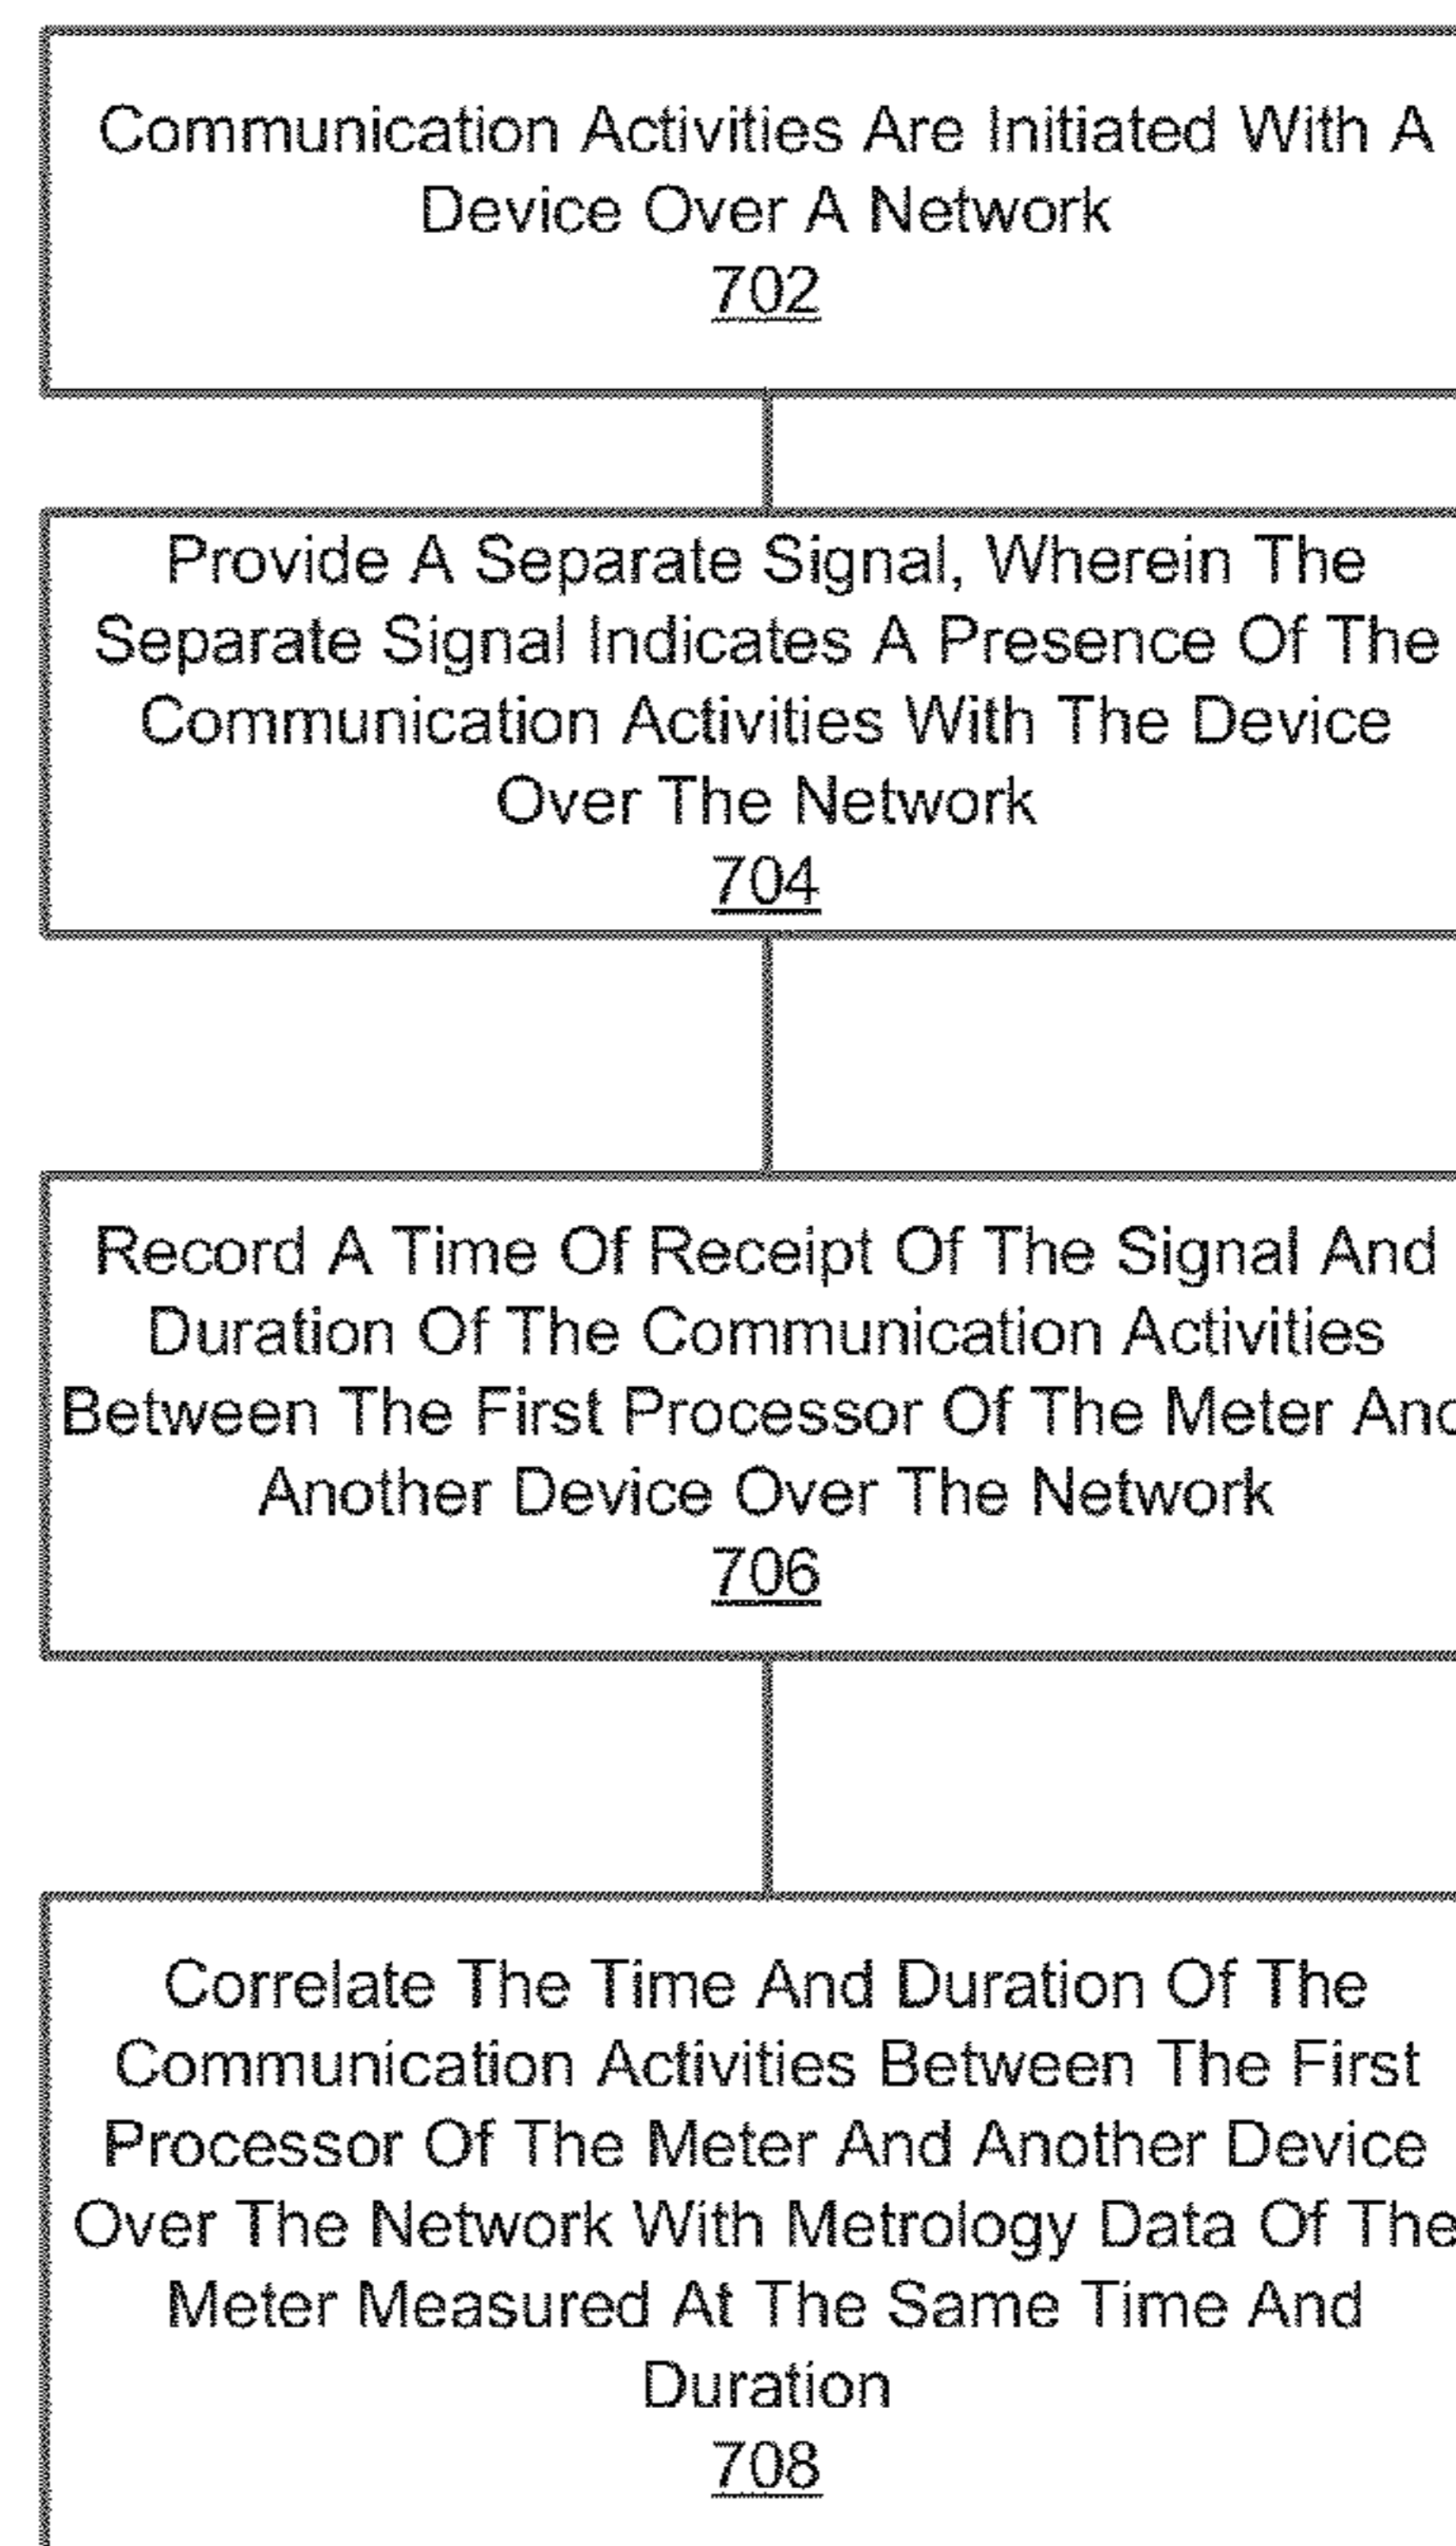 Communication Activities Are Initiated With A
Device Over A Network
702
Provide A Separate Signal, Wherein The
Separate Signal Indicates A Presence Of The
Communication Activities With The Device
Over The Network
704
Record A Time Of Receipt Of The Signal And
Duration Of The Communication Activities
Between The First Processor Of The Meter And
Another Device Over The Network
706
Correlate The Time And Duration Of The
Communication Activities Between The First
Processor Of The Meter And Another Device
Over The Network With Metrology Data Of The
Meter Measured At The Same Time And
Duration
708